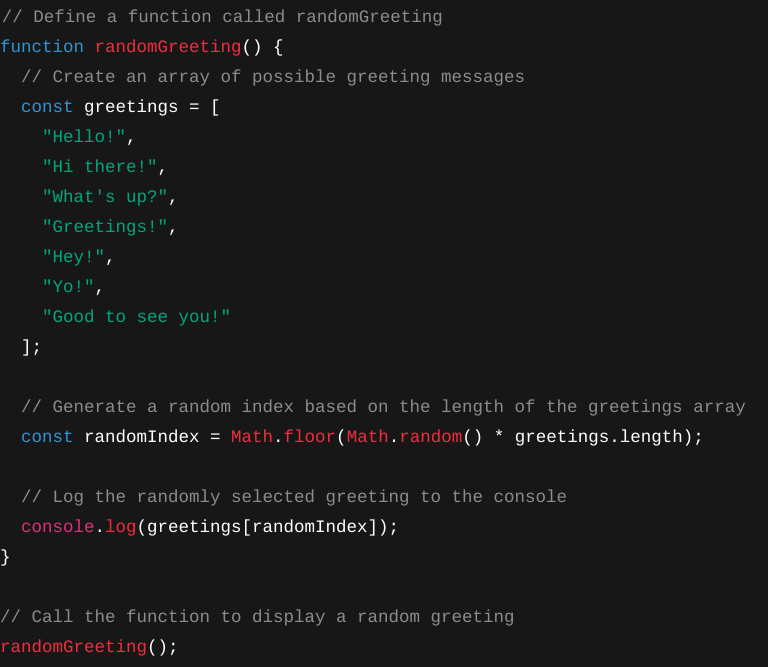 // Define a function called randomGreeting
function randomGreeting() {
  // Create an array of possible greeting messages
  const greetings = [
    "Hello!",
    "Hi there!",
    "What's up?",
    "Greetings!",
    "Hey!",
    "Yo!",
    "Good to see you!"
  ];
  // Generate a random index based on the length of the greetings array
  const randomIndex = Math.floor(Math.random() * greetings.length);
  // Log the randomly selected greeting to the console
  console.log(greetings[randomIndex]);
}
// Call the function to display a random greeting
randomGreeting();